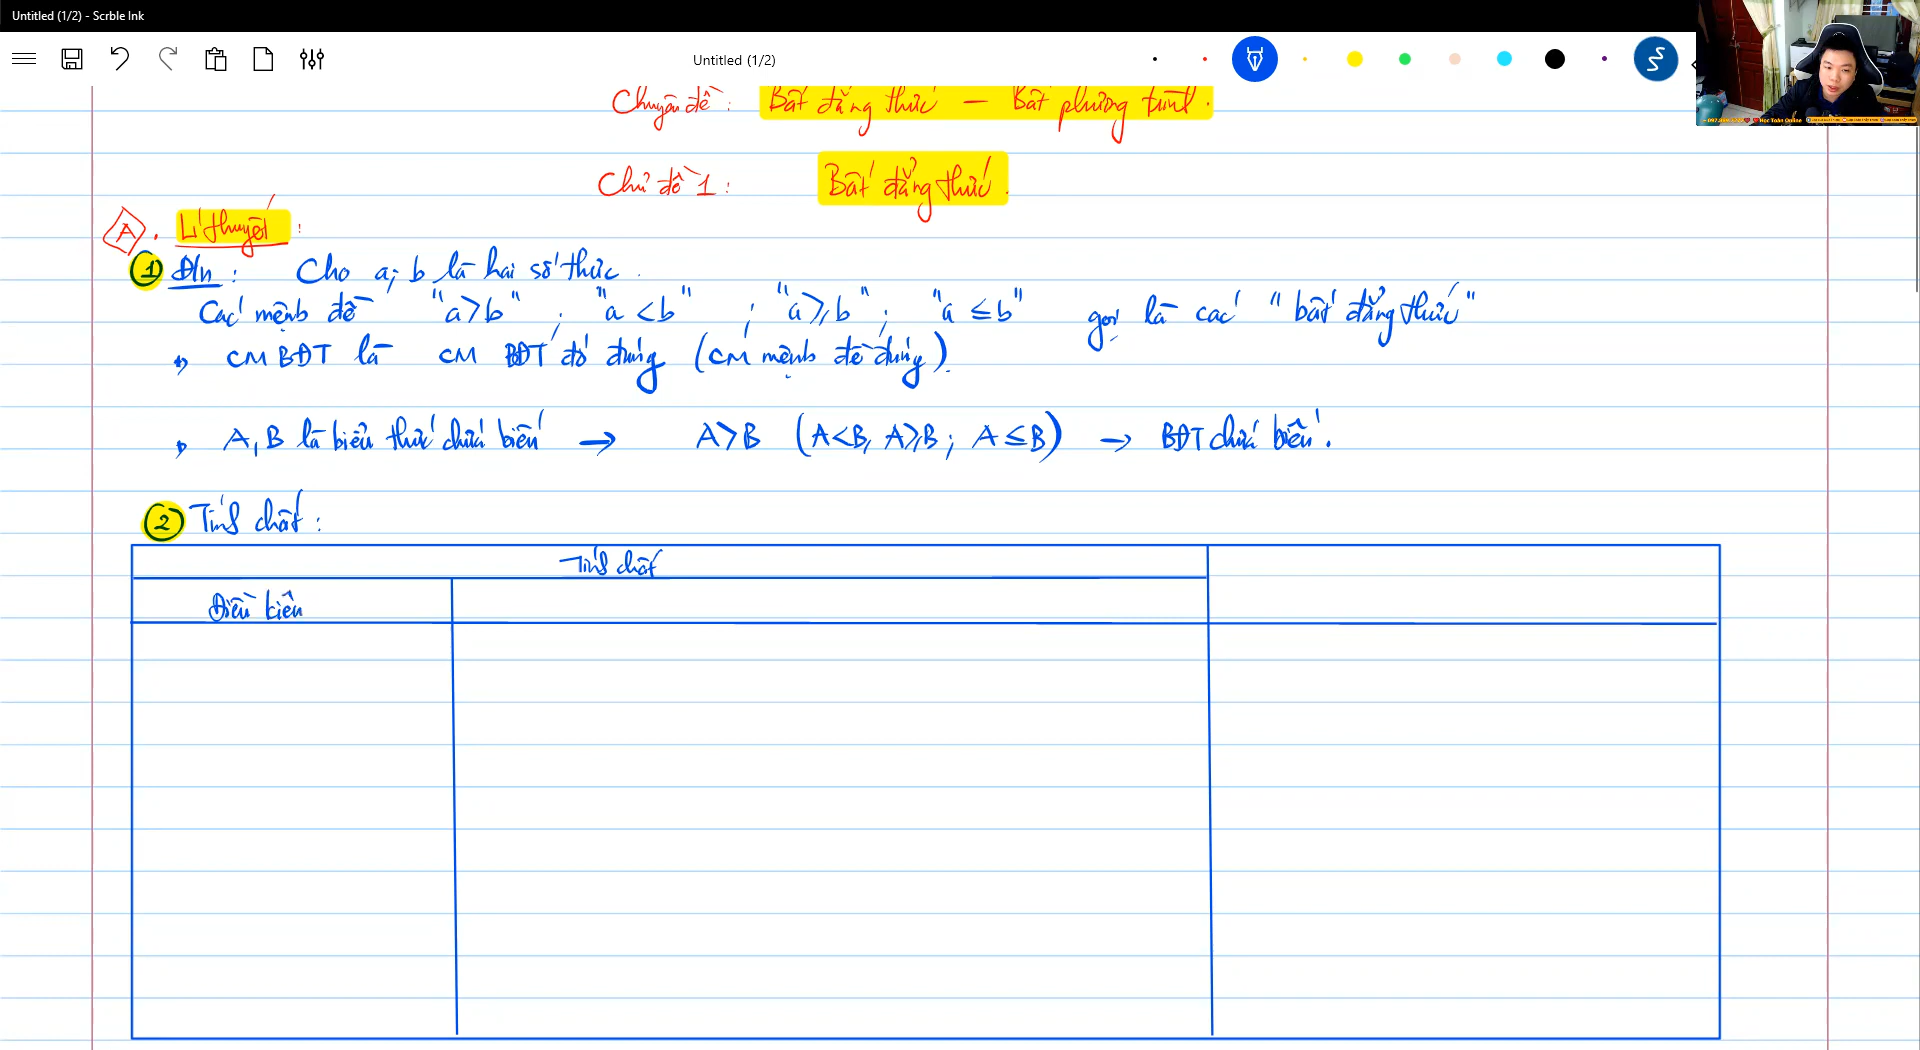 Untitled (1/2) - Scrble Ink
Untitled (1/2)
Chuyên đề: Bất đẳng thức - Bất phương trình.
Chủ đề 1: Bất đẳng thức.
A. Lí thuyết:
1 Đ/n: Cho a; b là hai số thực.
Các mệnh đề "a>b"; "a<b"; "a≥b"; "a≤b" gọi là các "bất đẳng thức"
CM BĐT là CM BĐT đó đúng (CM mệnh đề đúng).
A, B là biểu thức chứa biến → A>B (A<B, A≥B; A≤B) → BĐT chứa biến.
2 Tính chất:
Tính chất
Điều kiện